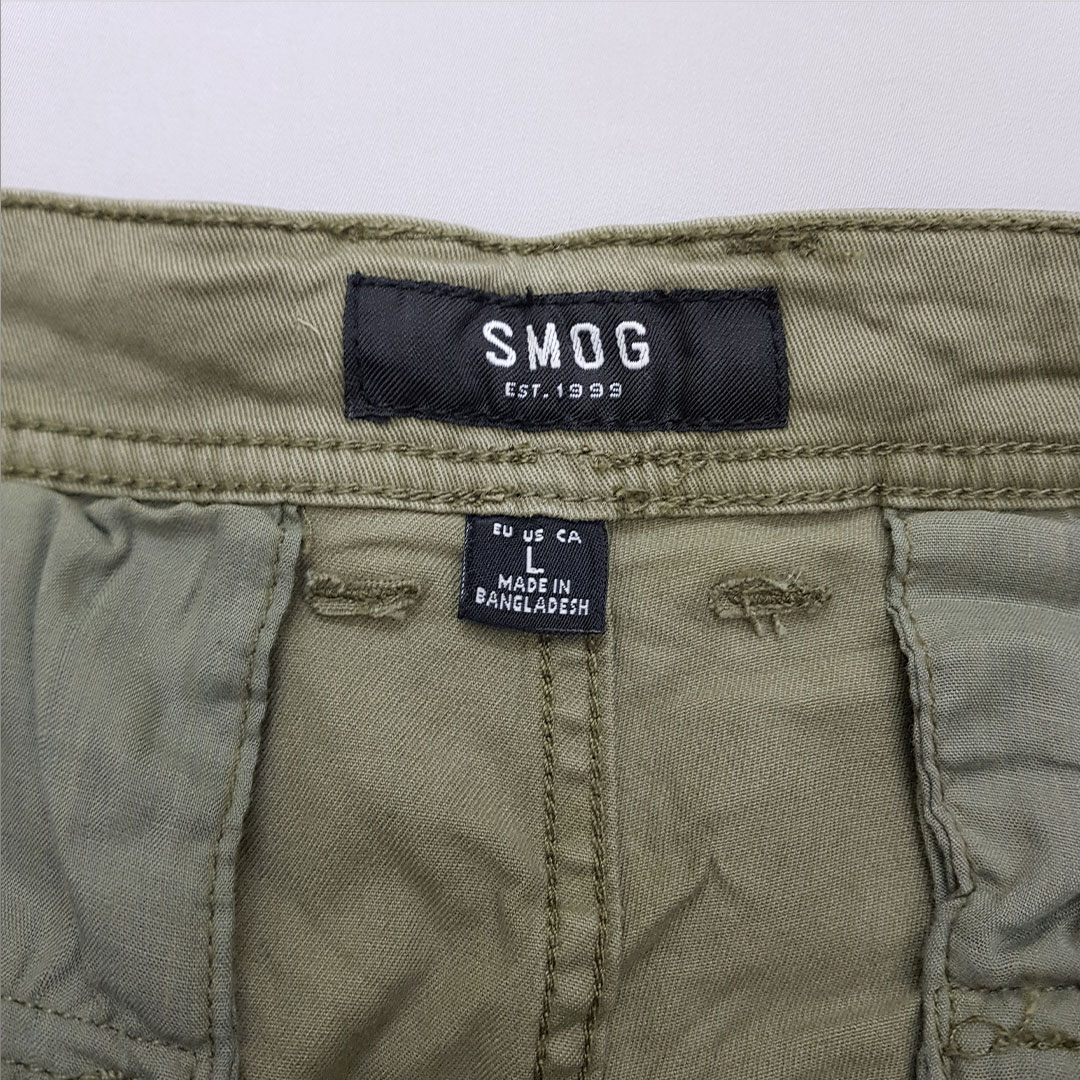 SMOG
EST. 1999
EU US CA
L
MADE IN
BANGLADESH